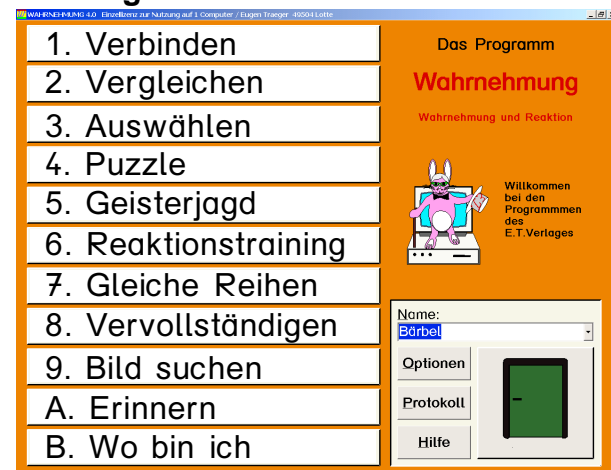 WAHRNEHMUNG 4.0 Einzellizenz zur Nutzung auf 1 Computer / Eugen Traeger 49504 Lotte
1. Verbinden
2. Vergleichen
3. Auswählen
4. Puzzle
5. Geisterjagd
6. Reaktionstraining
7. Gleiche Reihen
8. Vervollständigen
9. Bild suchen
A. Erinnern
B. Wo bin ich
Das Programm
Wahrnehmung
Wahrnehmung und Reaktion
Willkommen
bei den
Programmmen
des
E.T.Verlages
Name:
Bärbel
Optionen
Protokoll
Hilfe